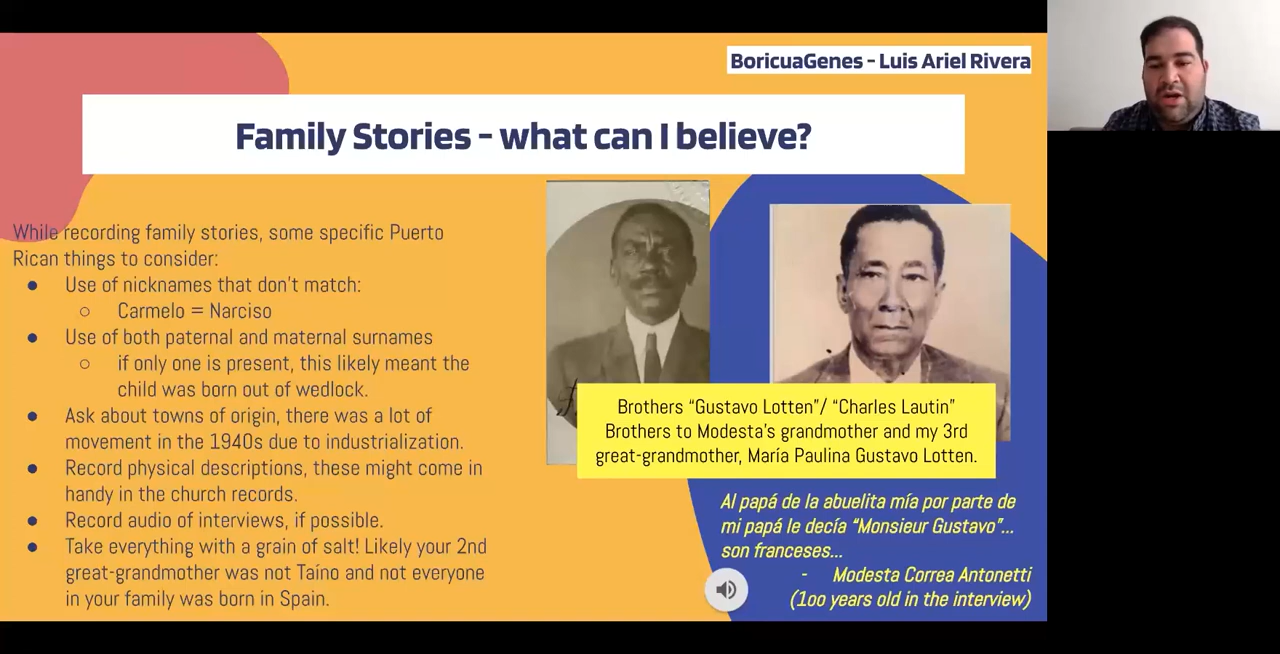 BoricuaGenes - Luis Ariel Rivera
Family Stories - what can I believe?
While recording family stories, some specific Puerto
Rican things to consider:
● Use of nicknames that don't match:
○ Carmelo = Narciso
● Use of both paternal and maternal surnames
○ if only one is present, this likely meant the
child was born out of wedlock.
● Ask about towns of origin, there was a lot of
movement in the 1940s due to industrialization.
● Record physical descriptions, these might come in
handy in the church records.
● Record audio of interviews, if possible.
● Take everything with a grain of salt! Likely your 2nd
great-grandmother was not Taíno and not everyone
in your family was born in Spain.
Brothers “Gustavo Lotten”/ “Charles Lautin”
Brothers to Modesta's grandmother and my 3rd
great-grandmother, María Paulina Gustavo Lotten.
Al papá de la abuelita mía por parte de
mi papá le decía “Monsieur Gustavo”...
son franceses...
- Modesta Correa Antonetti
(1oo years old in the interview)